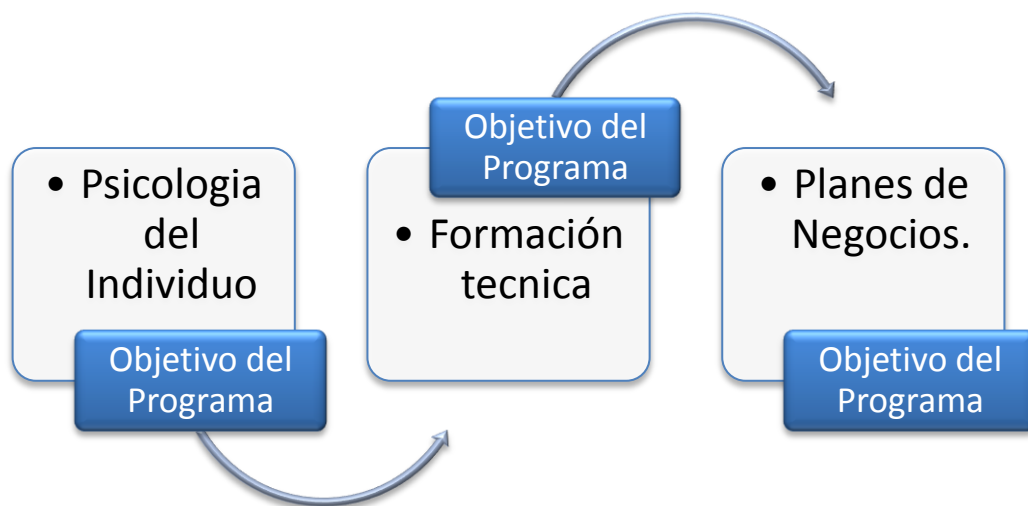 • Psicologia
del
Individuo
Objetivo del
Programa
Objetivo del
Programa
• Formación
tecnica
• Planes de
Negocios.
Objetivo del
Programa